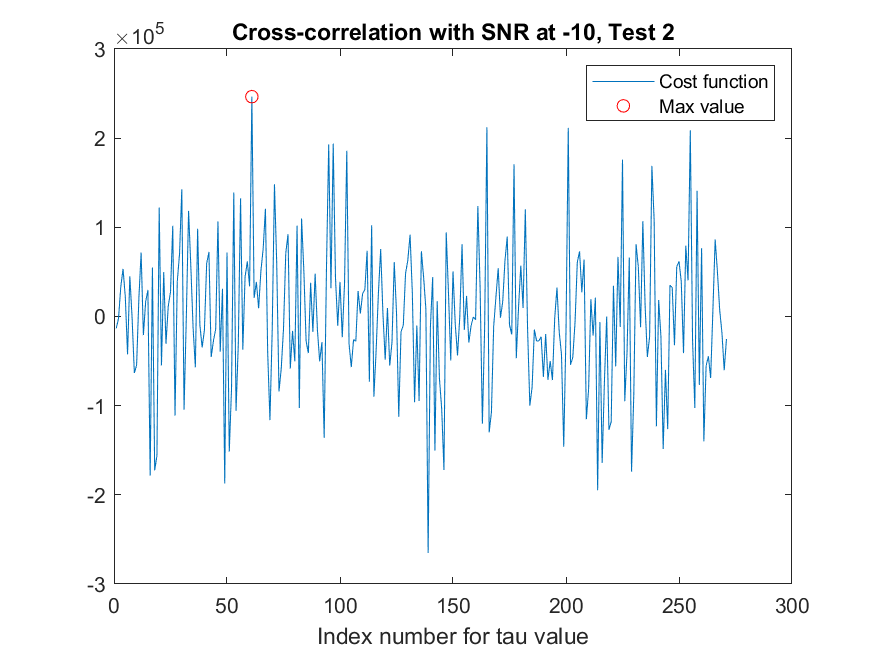 Cross-correlation with SNR at -10, Test 2
×10^5
Cost function
Max value
3
2
1
0
-1
-2
-3
0 50 100 150 200 250 300
Index number for tau value